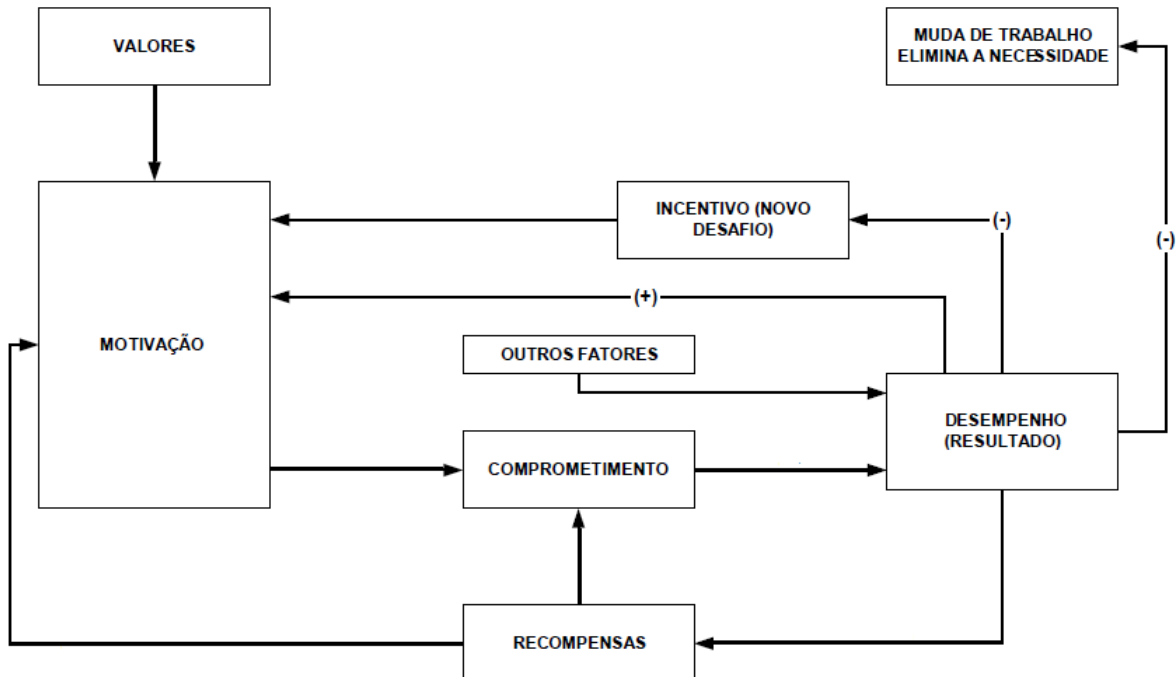 VALORES
MUDA DE TRABALHO
ELIMINA A NECESSIDADE
INCENTIVO (NOVO
DESAFIO)
(-)
(-)
(+)
MOTIVAÇÃO
OUTROS FATORES
DESEMPENHO
(RESULTADO)
COMPROMETIMENTO
RECOMPENSAS